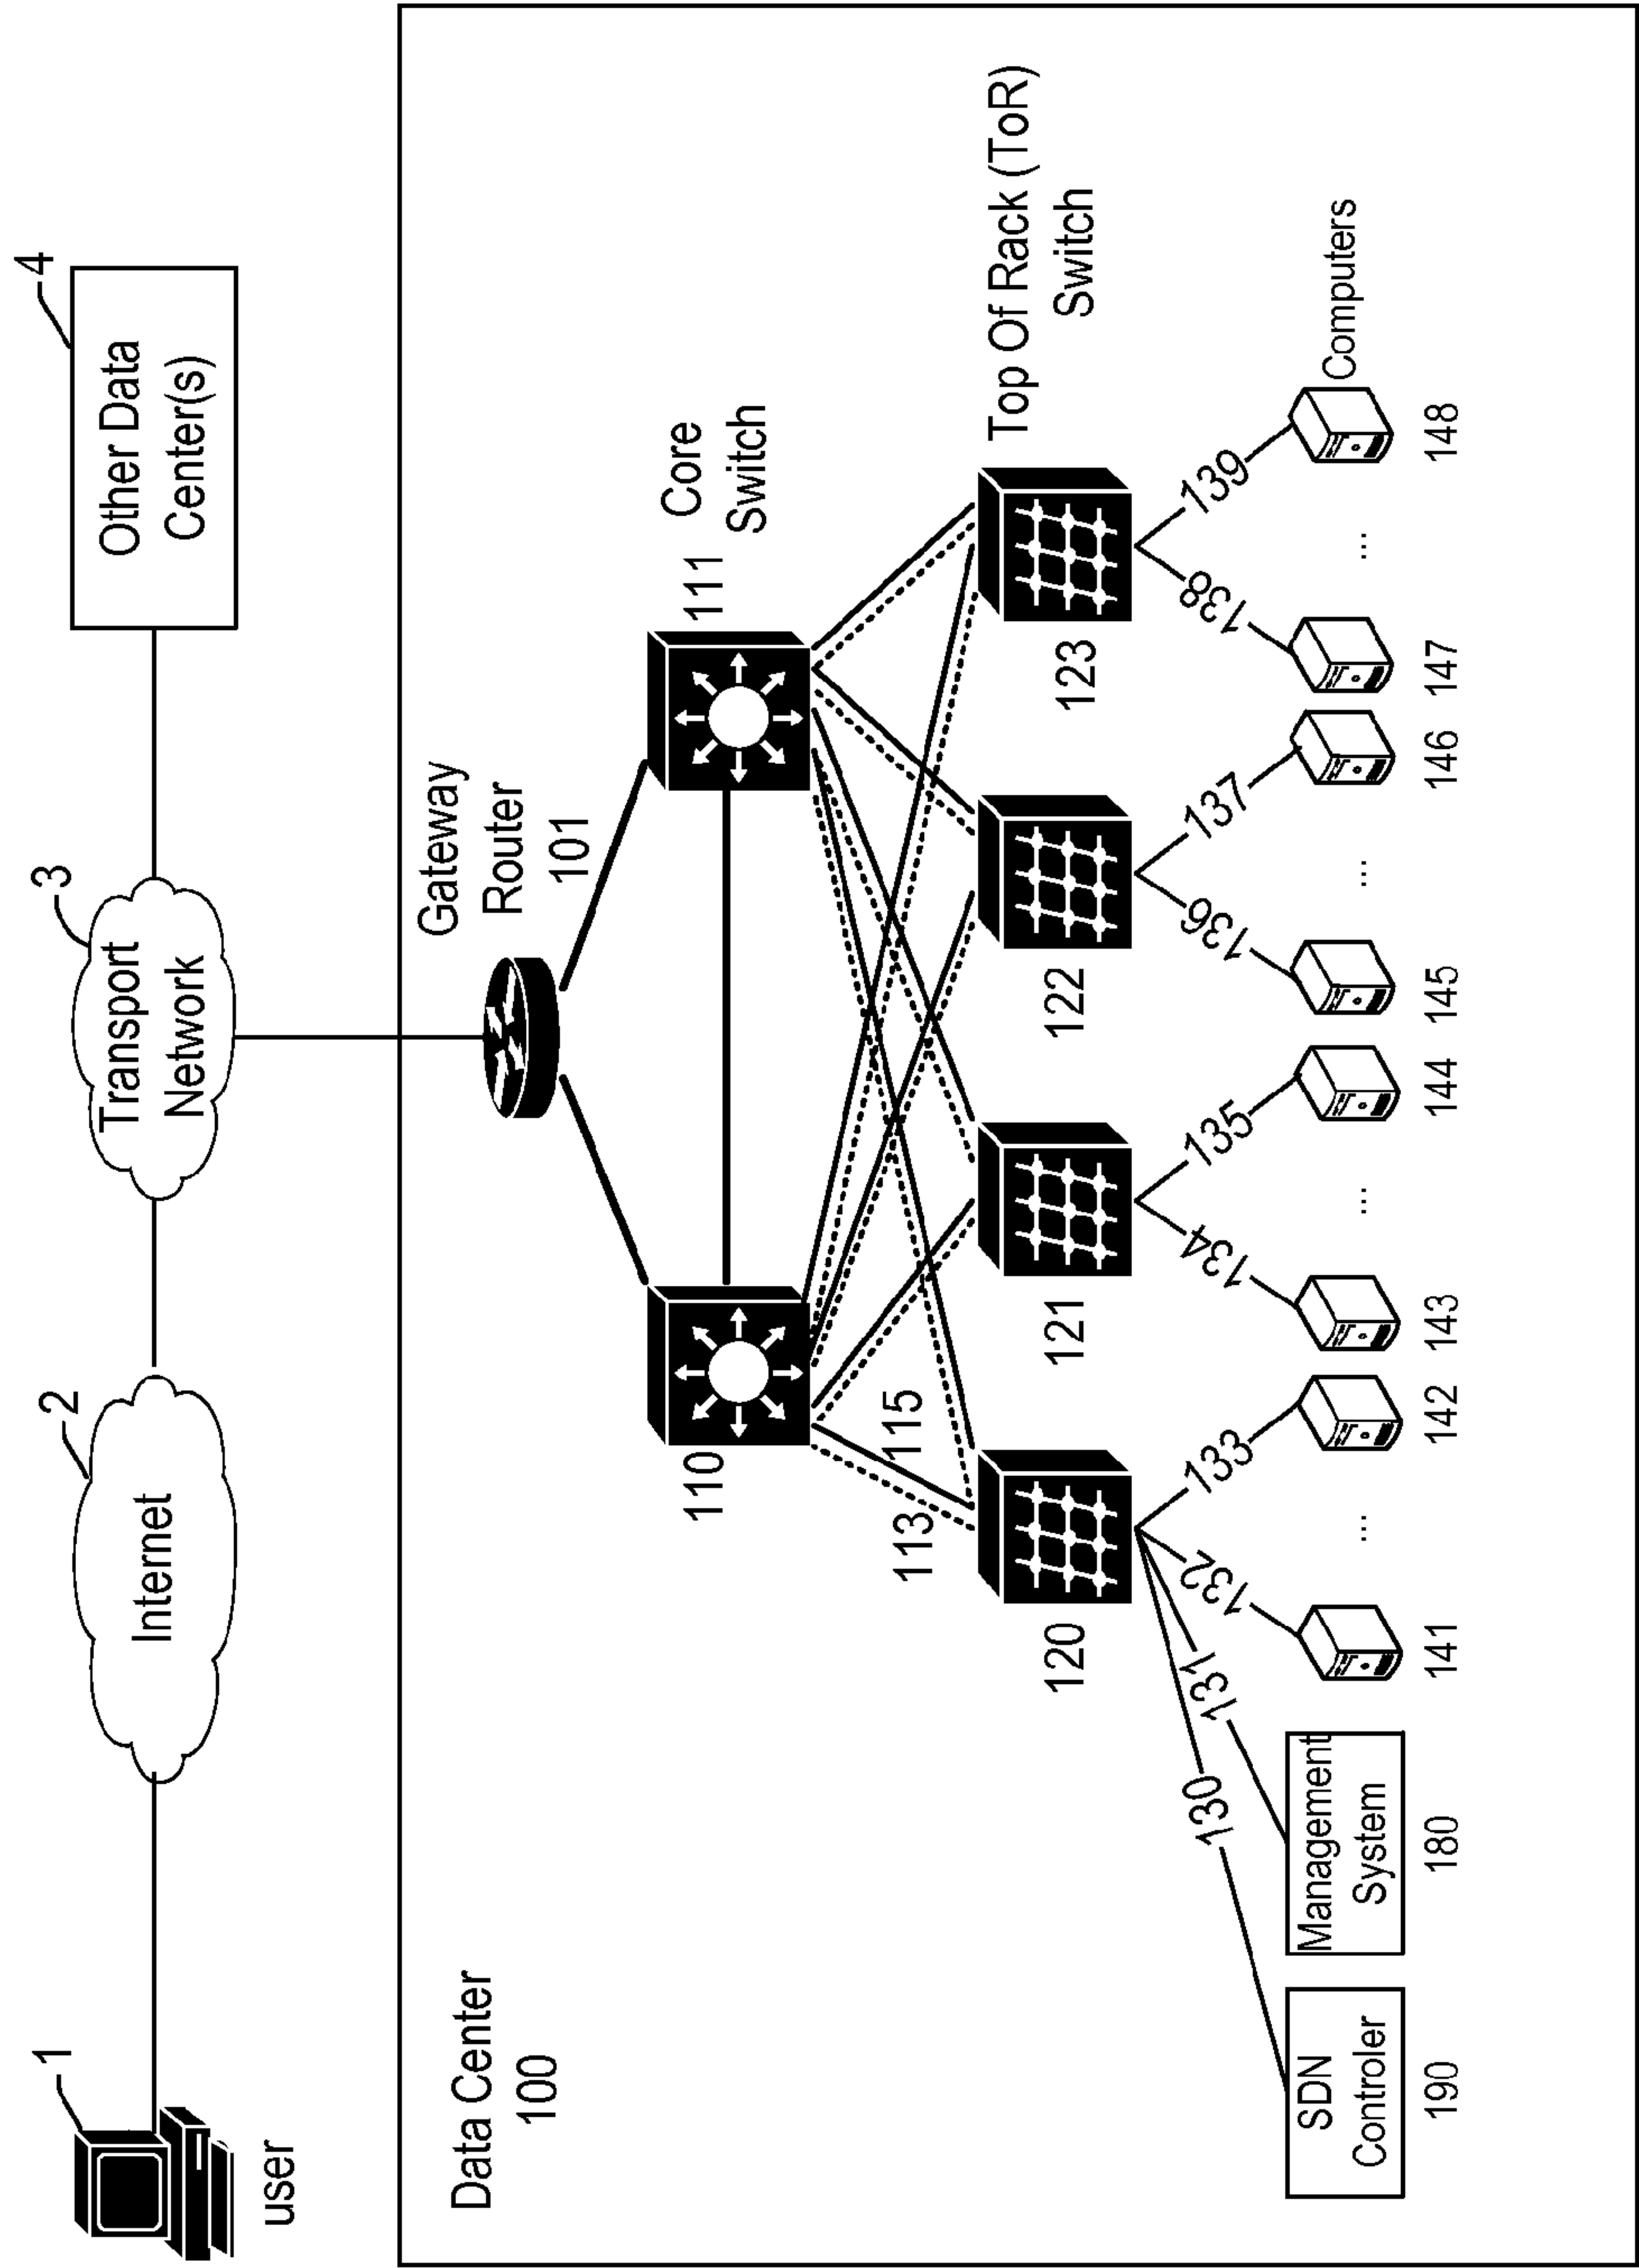 1
user
2
Internet
3
Transport
Network
4
Other Data
Center(s)
Data Center
100
Gateway
Router
101
110
111
Core
Switch
113
115
120
121
122
123
Top Of Rack (ToR)
Switch
130
131
132
133
134
135
136
137
138
139
SDN
Controler
190
Management
System
180
141
...
142
143
...
144
145
...
146
147
...
148
Computers